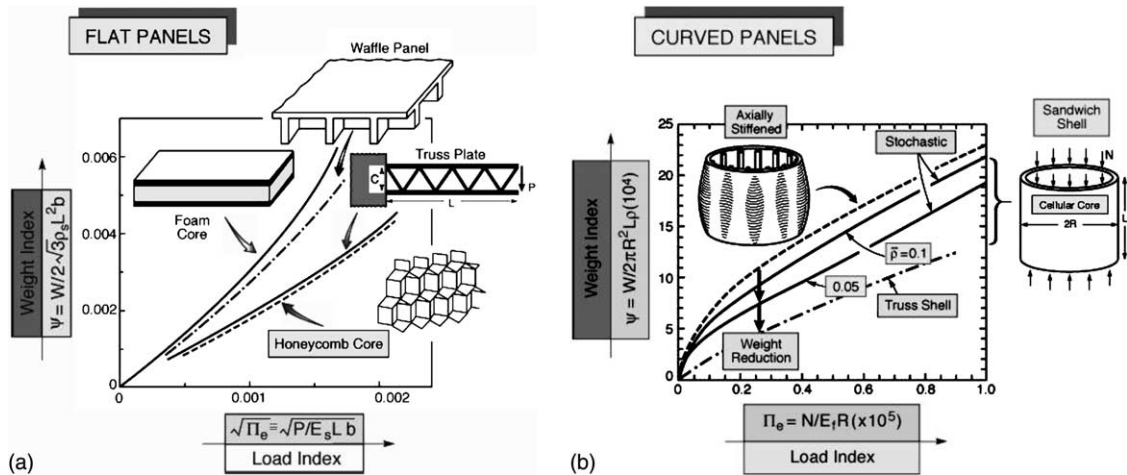 FLAT PANELS
Waffle Panel
0.006
0.004
0.002
0
0
0.001
0.002
Truss Plate
C
P
L
Foam
Core
Honeycomb Core
Weight Index
Ψ = W/2√3ρₛL²b
√Πₑ ≡ √P/EₛL b
Load Index
(a)
CURVED PANELS
Axially
Stiffened
Stochastic
25
20
15
10
5
0
0
0.2
0.4
0.6
0.8
1.0
ρ̄=0.1
0.05
Truss Shell
Weight
Reduction
Sandwich
Shell
N
Cellular Core
2R
L
Weight Index
ψ = W/2πR²Lρ(10⁴)
Πₑ = N/EfR (x10⁵)
Load Index
(b)